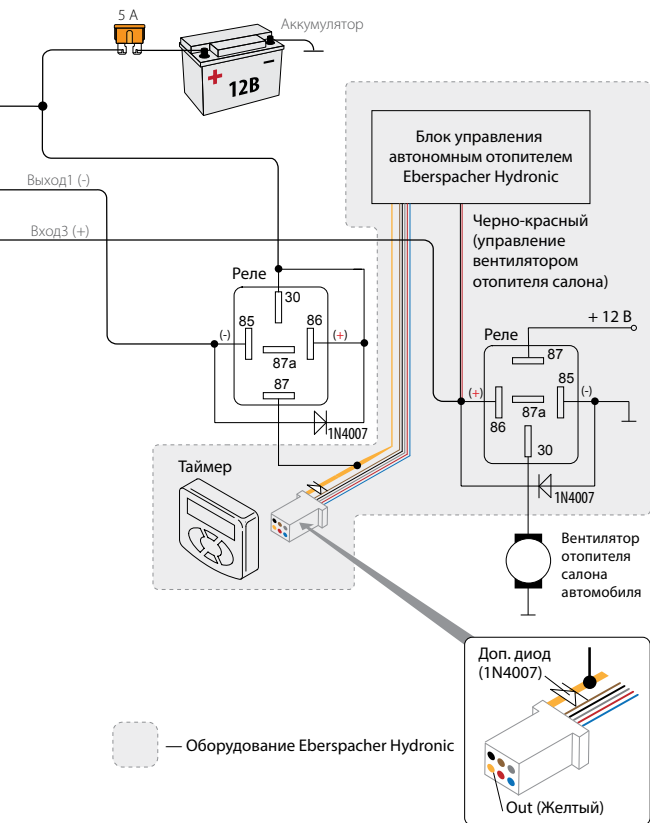 5 А
Аккумулятор
12В
Блок управления
автономным отопителем
Eberspacher Hydronic
Выход1 (-)
Вход3 (+)
Черно-красный
(управление
вентилятором
отопителя салона)
Реле
30
85
86
(-)
(+)
87a
87
1N4007
+ 12 В
Реле
87
85
(+)
(-)
87a
86
30
1N4007
Таймер
Вентилятор
отопителя
салона
автомобиля
Доп. диод
(1N4007)
— Оборудование Eberspacher Hydronic
Out (Желтый)